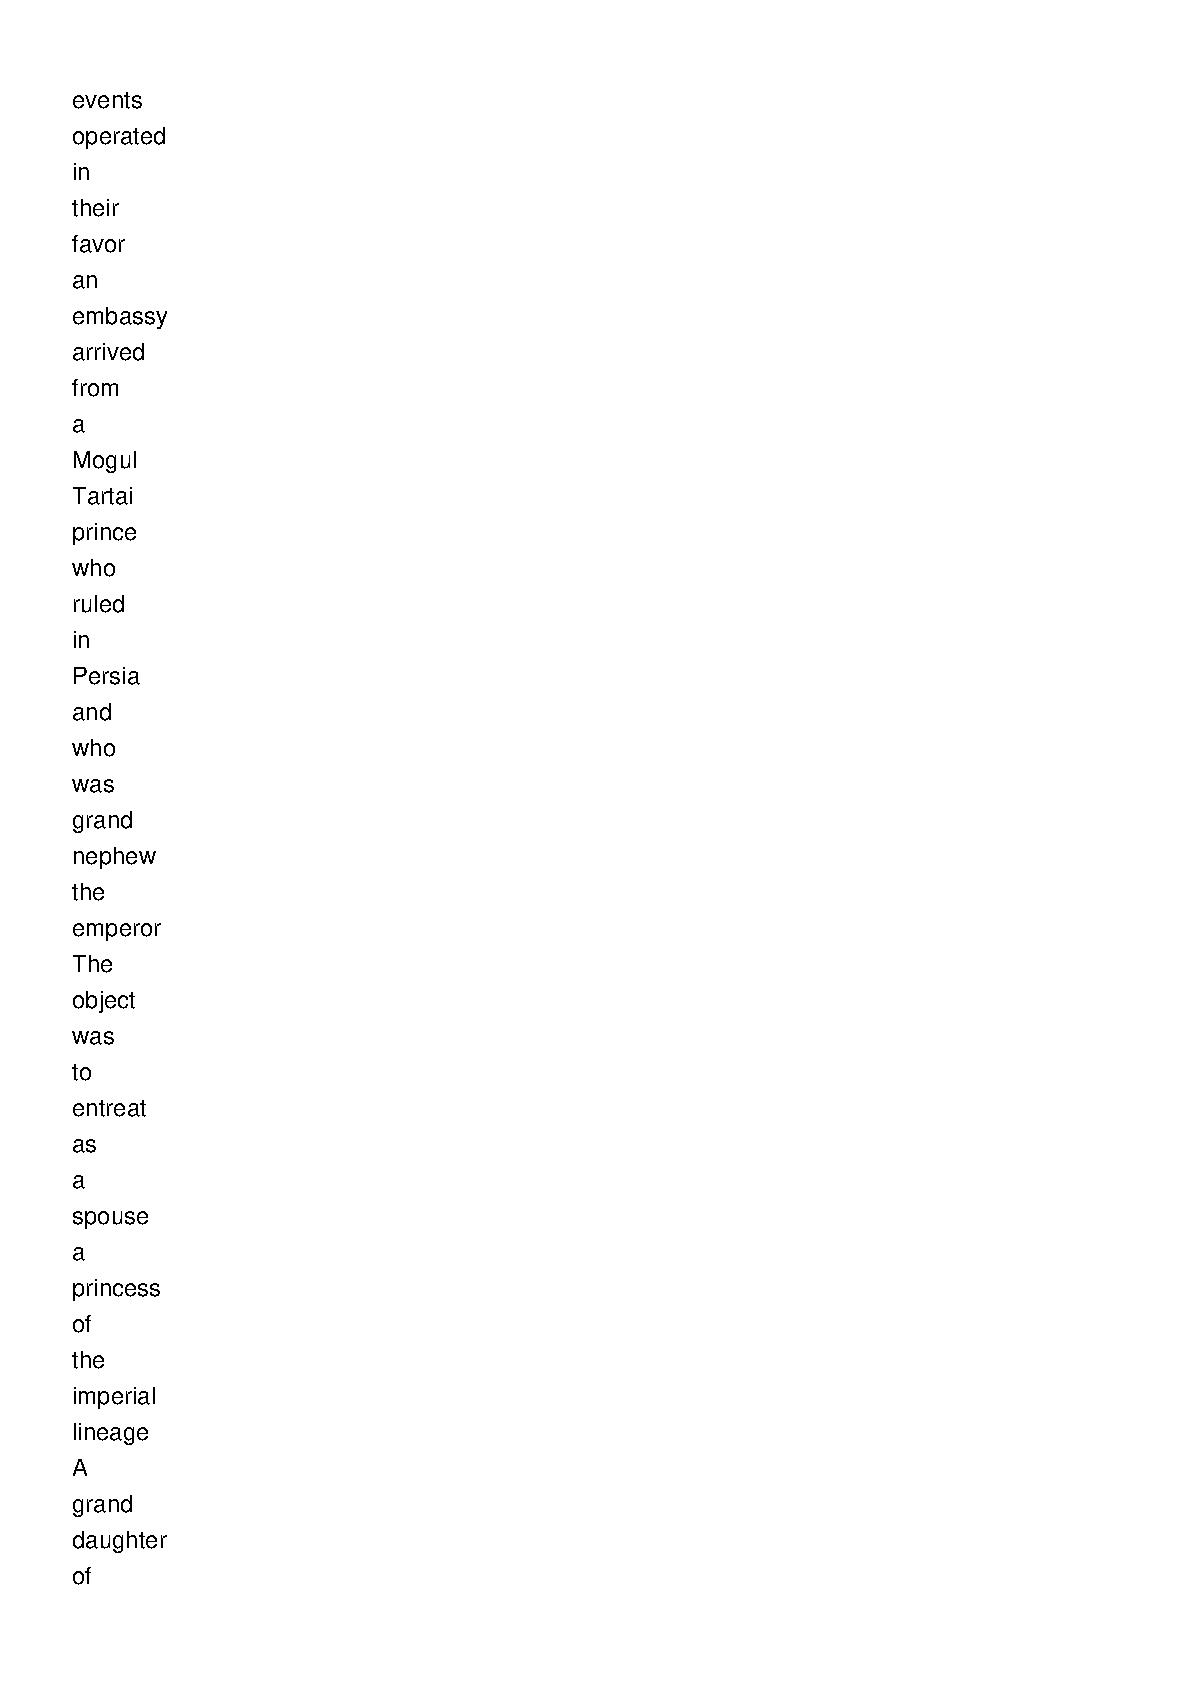 events
operated
in
their
favor
an
embassy
arrived
from
a
Mogul
Tartai
prince
who
ruled
in
Persia
and
who
was
grand
nephew
the
emperor
The
object
was
to
entreat
as
a
spouse
a
princess
of
the
imperial
lineage
A
grand
daughter
of